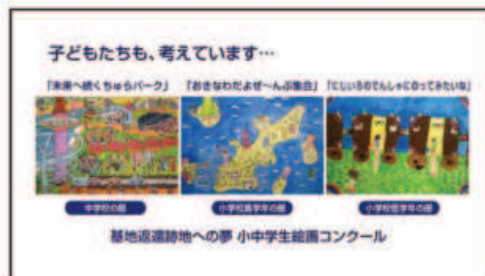 子どもたちも、考えています…
「未来へ続くちゅらパーク」
「おきなわだよぜ〜んぶ集合」
「にじいろのでんしゃにのってみたいな」
中学校の部
小学校高学年の部
小学校低学年の部
基地返還跡地への夢 小中学生絵画コンクール